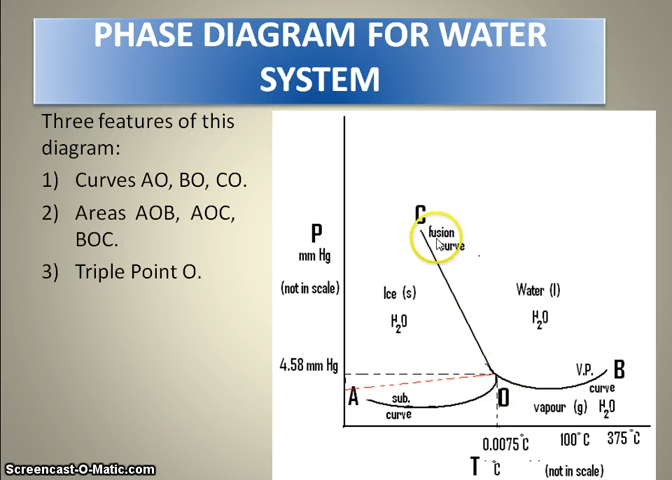 PHASE DIAGRAM FOR WATER
SYSTEM
Three features of this
diagram:
1) Curves AO, BO, CO.
2) Areas AOB, AOC,
BOC.
3) Triple Point O.
C
fusion
curve
P
mm Hg
(not in scale)
Ice (s)
H2O
Water (l)
H2O
4.58 mm Hg
V.P.
curve
B
A
sub.
curve
O
vapour (g) H2O
0.0075°C
100°C
375°C
T °C
(not in scale)
Screencast-O-Matic.com